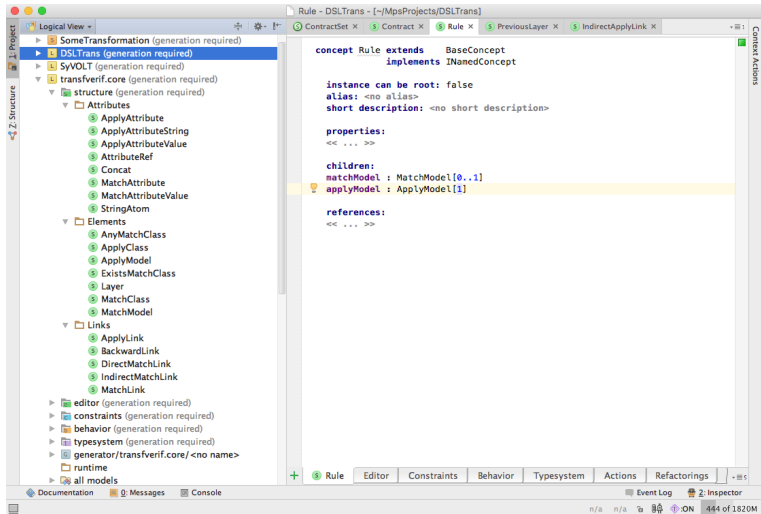 Rule - DSLTrans - [~/MpsProjects/DSLTrans]
Logical View
ContractSet × Contract × Rule × PreviousLayer × IndirectApplyLink ×
1: Project
Z: Structure
SomeTransformation (generation required)
DSLTrans (generation required)
SyVOLT (generation required)
transfverif.core (generation required)
structure (generation required)
Attributes
ApplyAttribute
ApplyAttributeString
ApplyAttributeValue
AttributeRef
Concat
MatchAttribute
MatchAttributeValue
StringAtom
Elements
AnyMatchClass
ApplyClass
ApplyModel
ExistsMatchClass
Layer
MatchClass
MatchModel
Links
ApplyLink
BackwardLink
DirectMatchLink
IndirectMatchLink
MatchLink
editor (generation required)
constraints (generation required)
behavior (generation required)
typesystem (generation required)
generator/transfverif.core/<no name>
runtime
all models
concept Rule extends BaseConcept
implements INamedConcept
instance can be root: false
alias: <no alias>
short description: <no short description>
properties:
<< ... >>
children:
matchModel : MatchModel[0..1]
applyModel : ApplyModel[1]
references:
<< ... >>
Context Actions
+ Rule Editor Constraints Behavior Typesystem Actions Refactorings
Documentation 0: Messages Console Event Log 2: Inspector
n/a n/a :ON 444 of 1820M